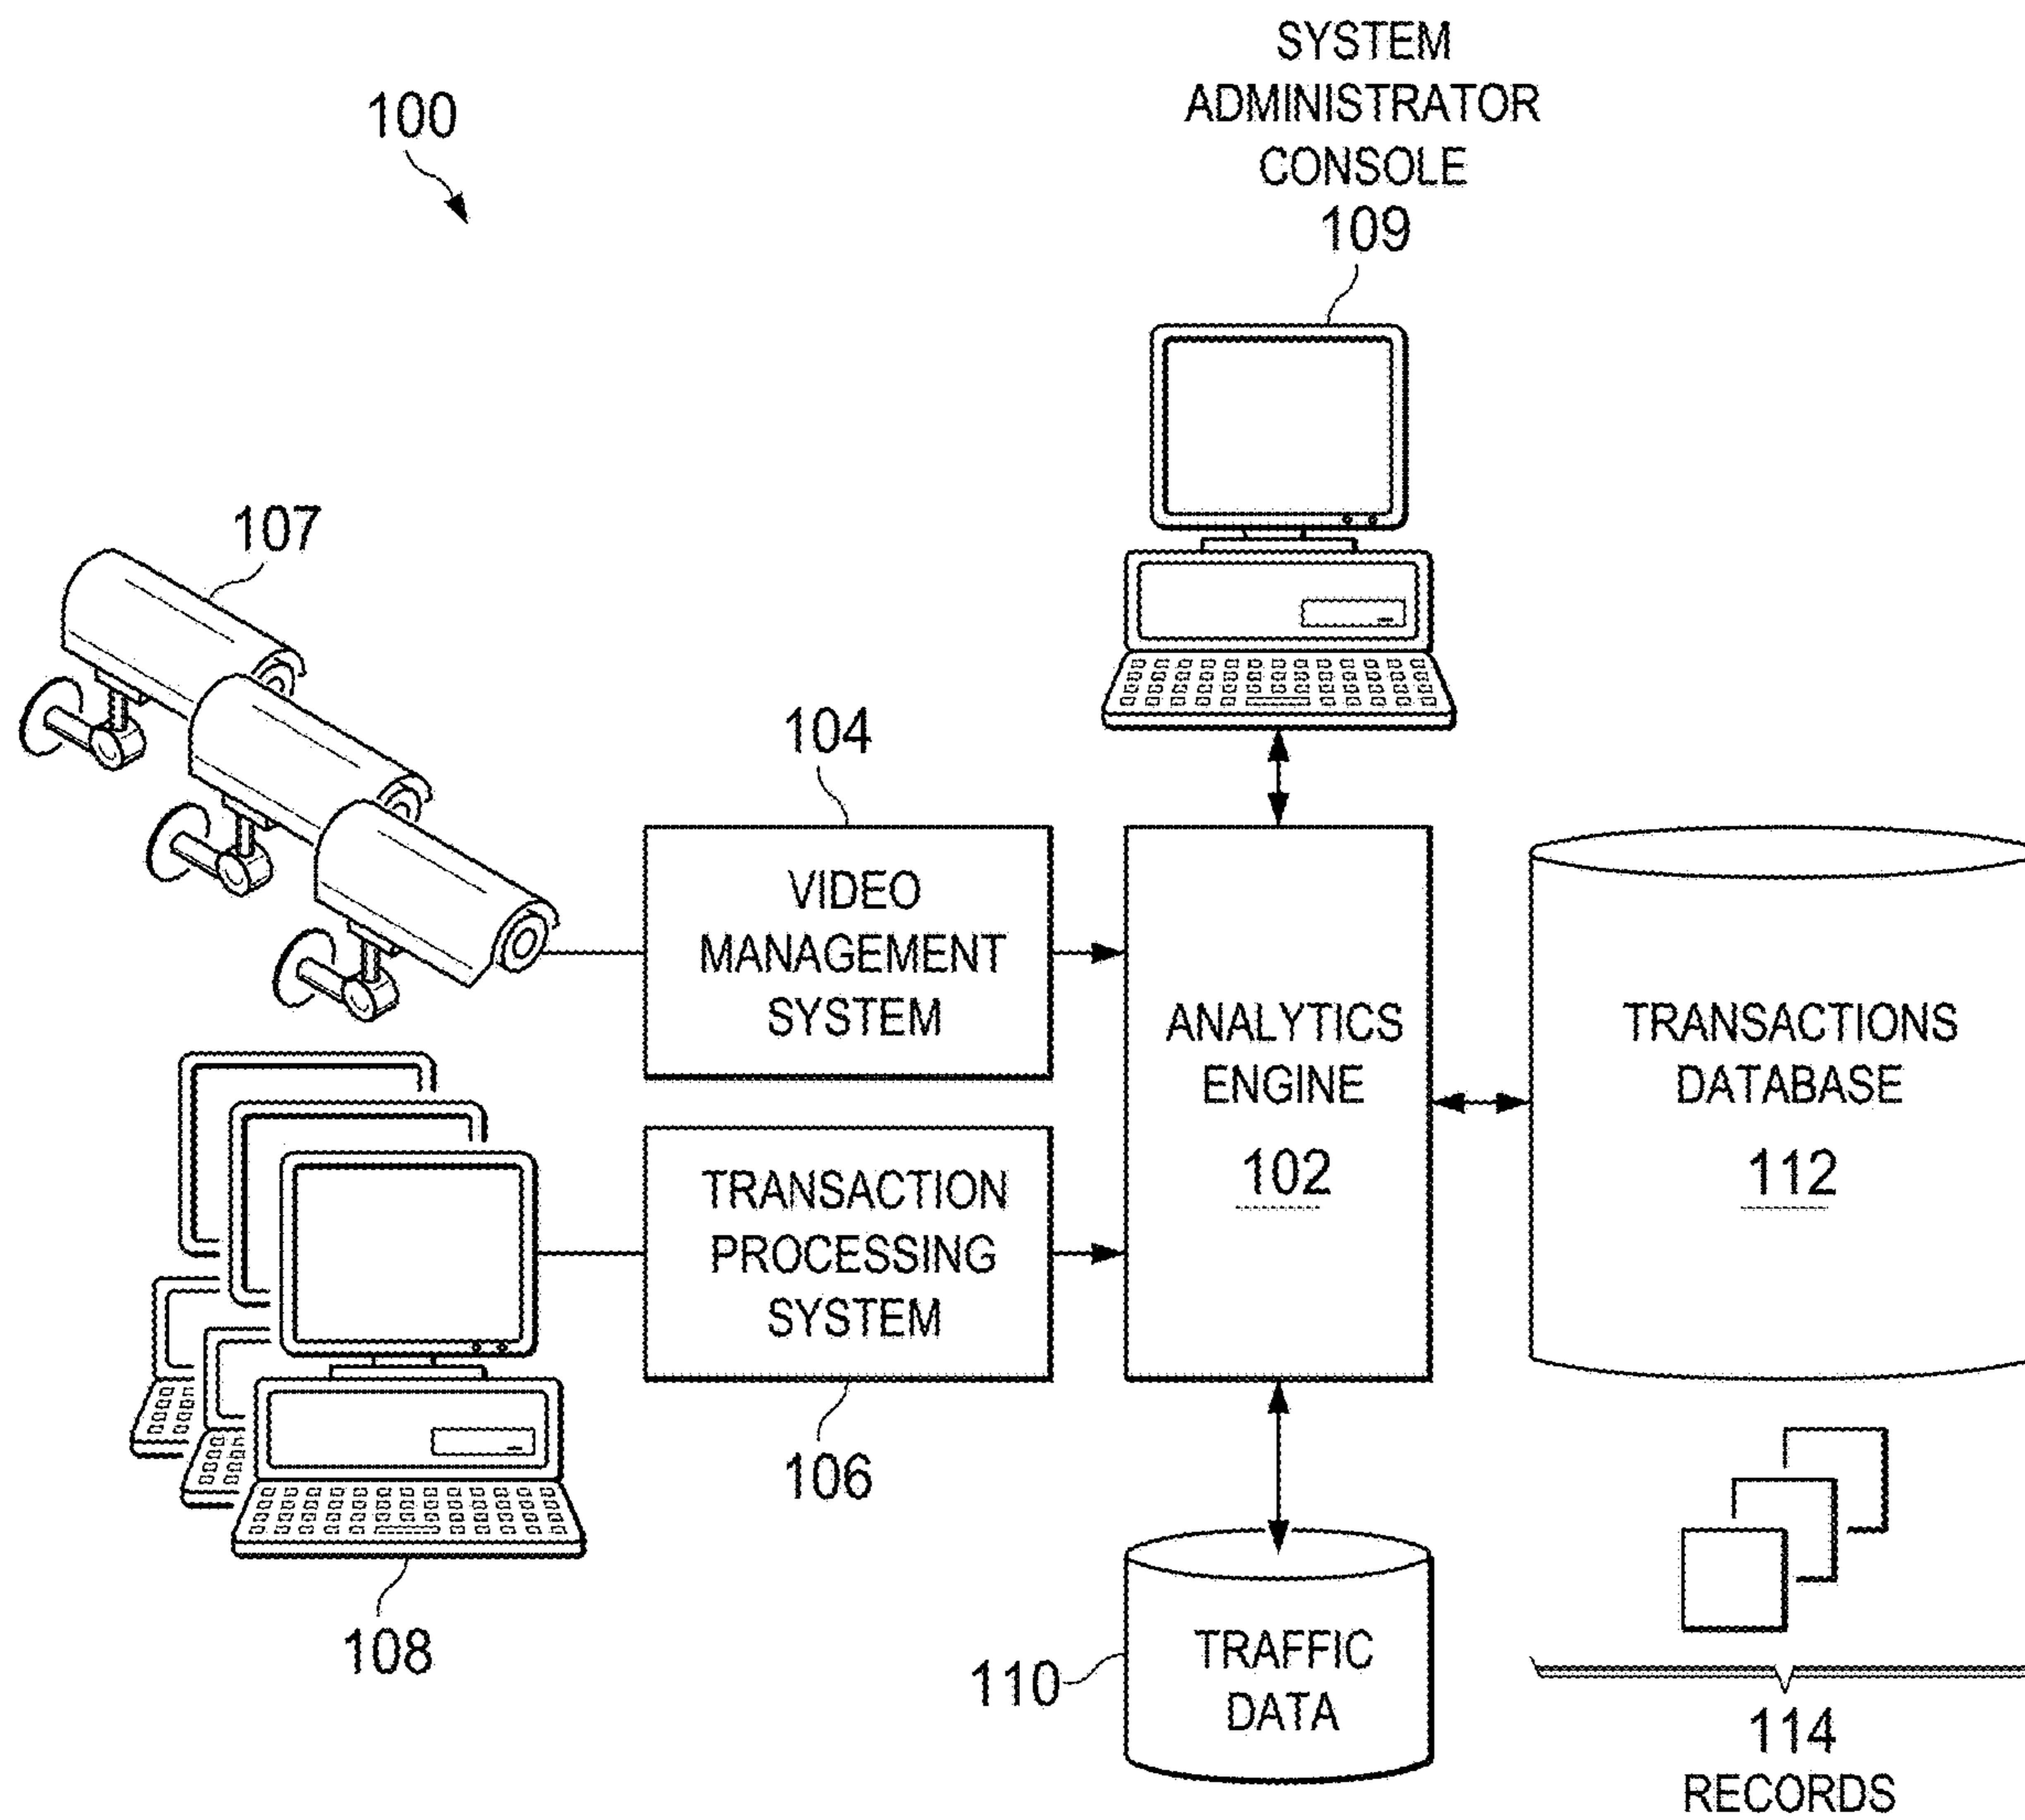 100
SYSTEM
ADMINISTRATOR
CONSOLE
109
107
104
VIDEO
MANAGEMENT
SYSTEM
ANALYTICS
ENGINE
102
TRANSACTIONS
DATABASE
112
TRANSACTION
PROCESSING
SYSTEM
106
108
110
TRAFFIC
DATA
114
RECORDS